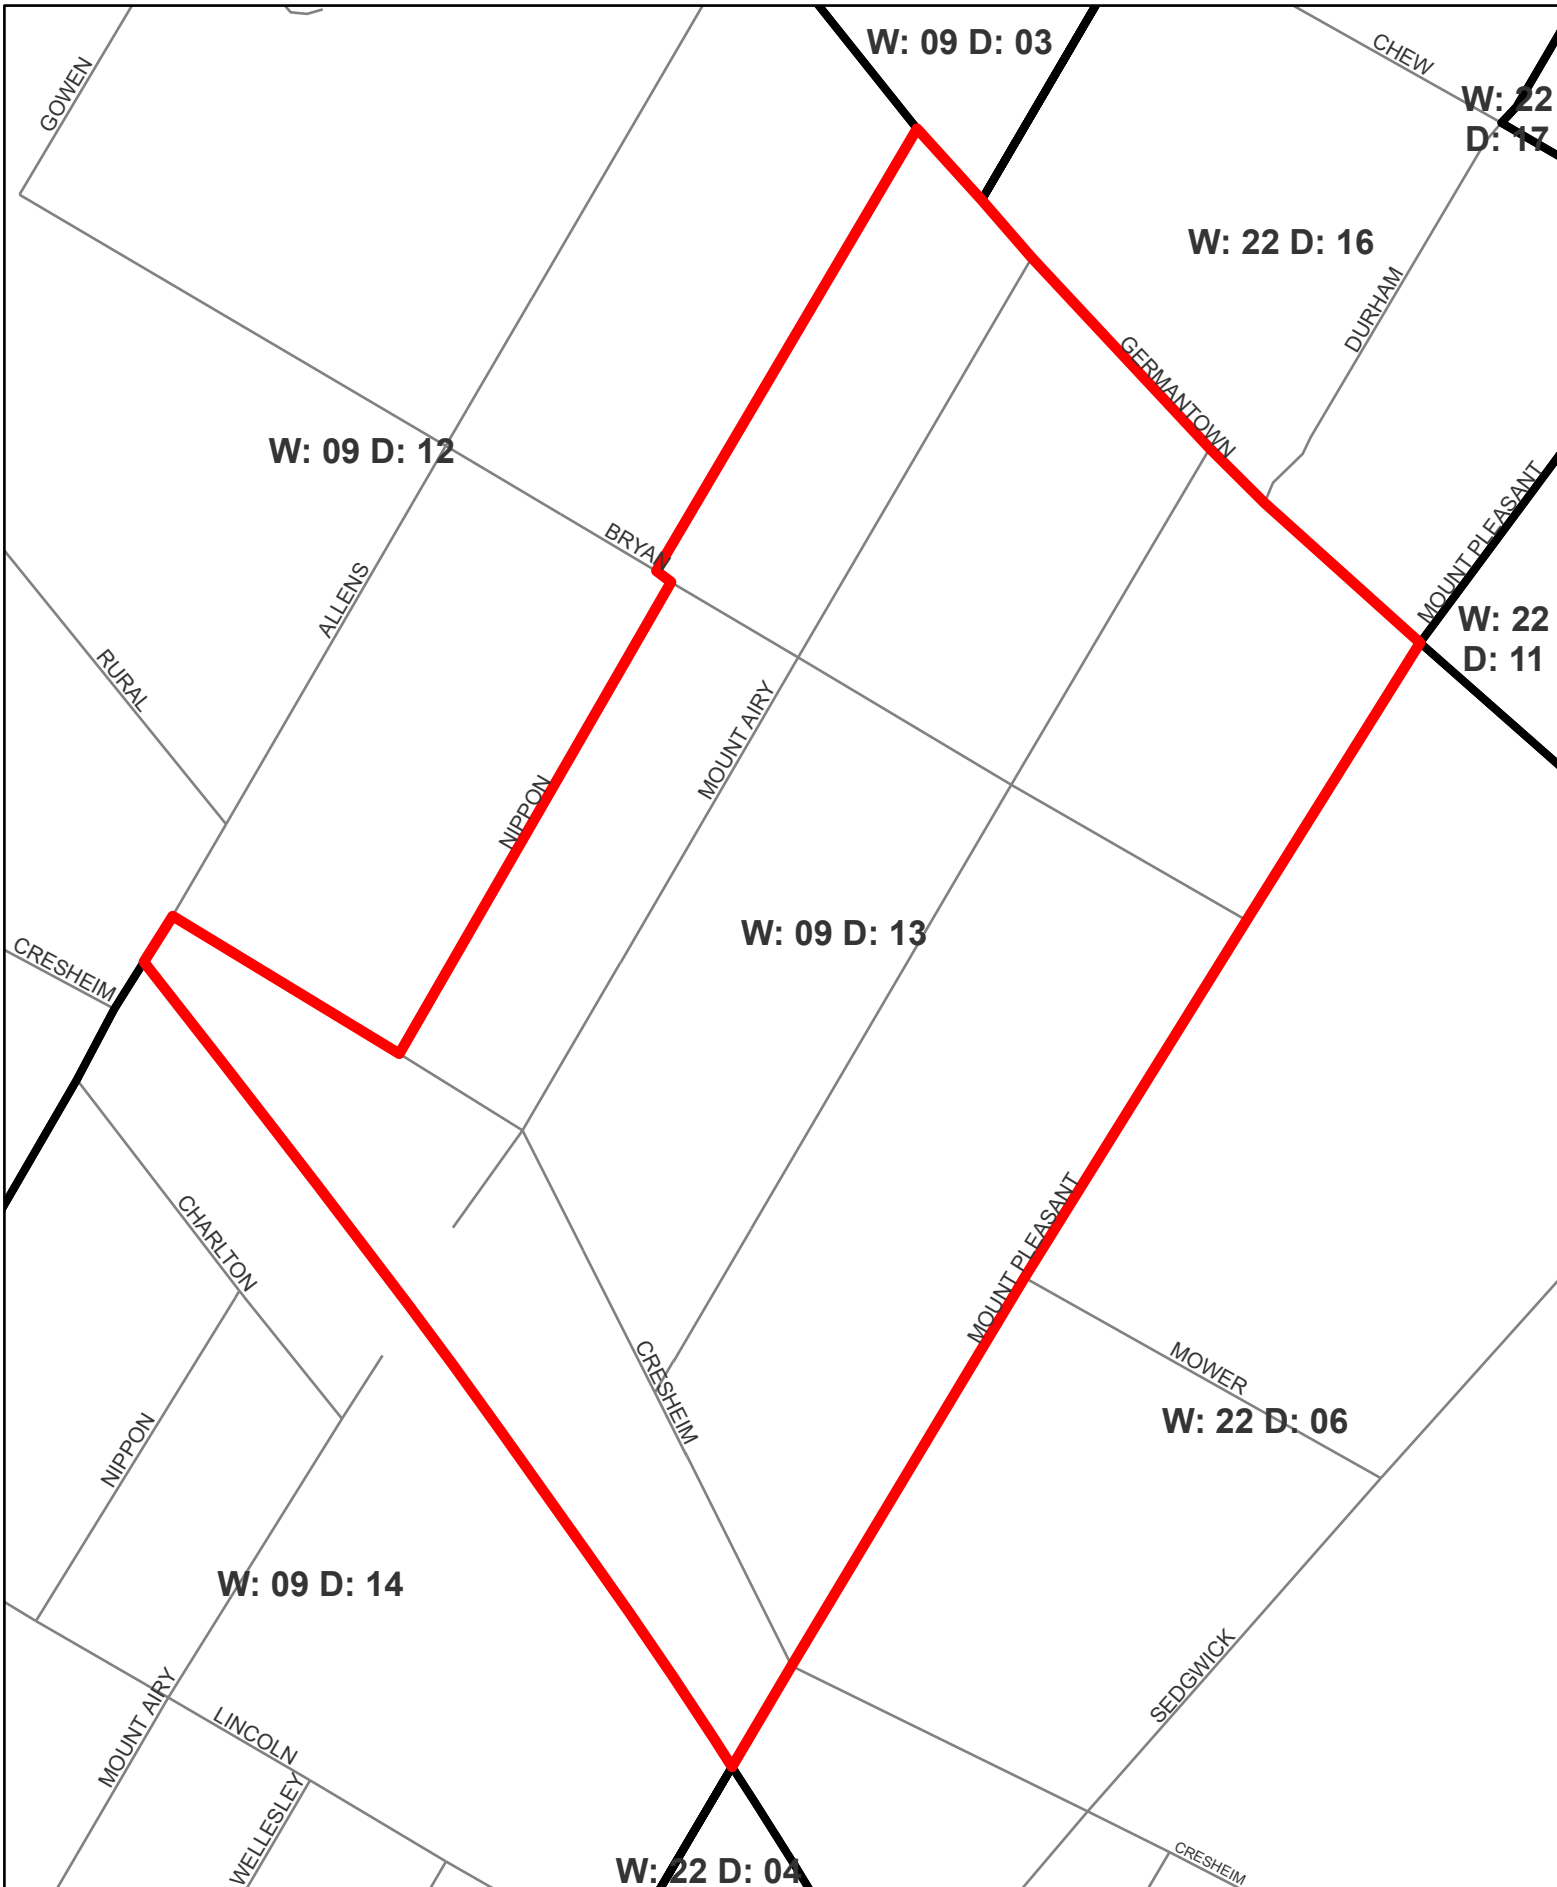 W: 09 D: 03
CHEW
GOWEN
W: 22
D: 17
W: 22 D: 16
DURHAM
GERMANTOWN
W: 09 D: 12
BRYAN
MOUNT PLEASANT
ALLENS
W: 22
D: 11
RURAL
MOUNT AIRY
NIPPON
W: 09 D: 13
CRESHEIM
CHARLTON
MOUNT PLEASANT
CRESHEIM
MOWER
W: 22 D: 06
NIPPON
W: 09 D: 14
SEDGWICK
MOUNT AIRY
LINCOLN
WELLESLEY
W: 22 D: 04
CRESHEIM